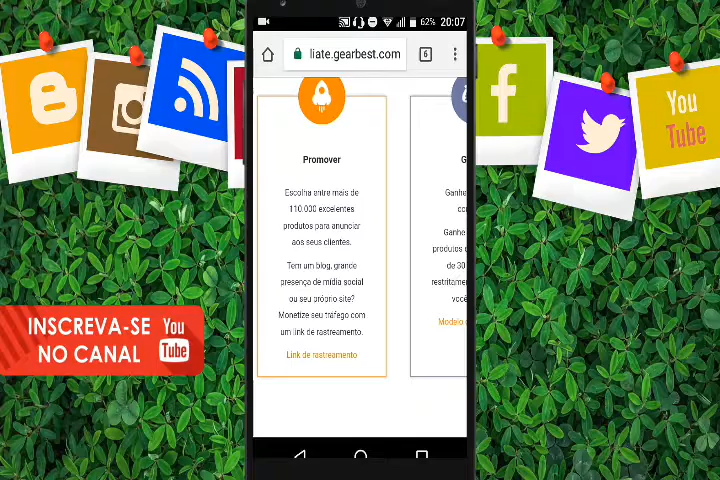 62% 20:07
liate.gearbest.com
6
Promover
Escolha entre mais de
110.000 excelentes
produtos para anunciar
aos seus clientes.
Tem um blog, grande
presença de mídia social
ou seu próprio site?
Monetize seu tráfego com
um link de rastreamento.
Link de rastreamento
G
Ganhe
co
Ganhe
produtos e
de 30
restritame
você
Modelo d
You
Tube
INSCREVA-SE
NO CANAL
You
Tube